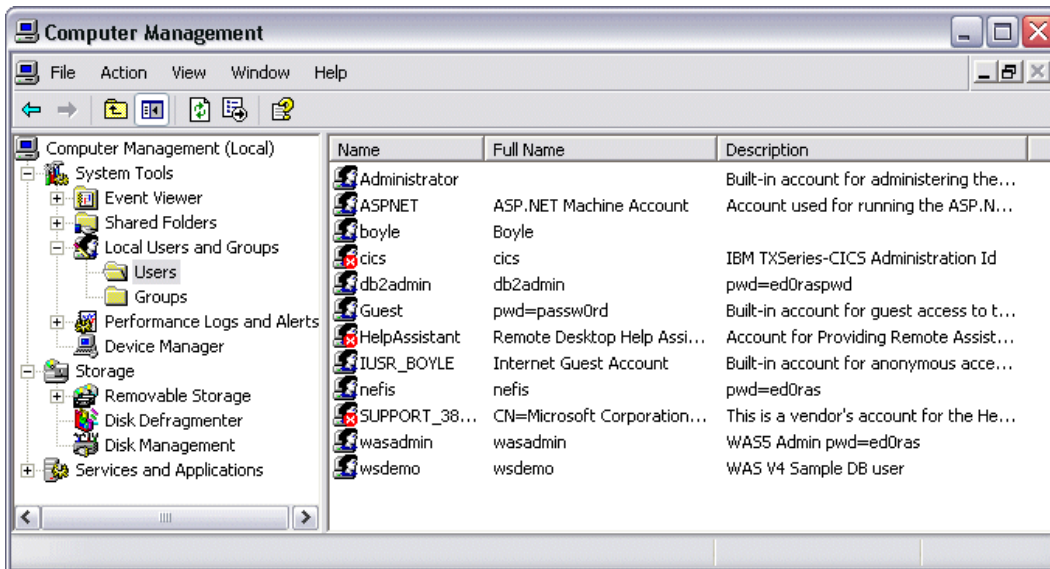 Computer Management
File Action View Window Help
Computer Management (Local)
System Tools
Event Viewer
Shared Folders
Local Users and Groups
Users
Groups
Performance Logs and Alerts
Device Manager
Storage
Removable Storage
Disk Defragmenter
Disk Management
Services and Applications
Name Full Name Description
Administrator Built-in account for administering the...
ASPNET ASP.NET Machine Account Account used for running the ASP.N...
boyle Boyle
cics cics IBM TXSeries-CICS Administration Id
db2admin db2admin pwd=ed0raspwd
Guest pwd=passw0rd Built-in account for guest access to t...
HelpAssistant Remote Desktop Help Assi... Account for Providing Remote Assist...
IUSR_BOYLE Internet Guest Account Built-in account for anonymous acce...
nefis nefis pwd=ed0ras
SUPPORT_38... CN=Microsoft Corporation... This is a vendor's account for the He...
wasadmin wasadmin WAS5 Admin pwd=ed0ras
wsdemo wsdemo WAS V4 Sample DB user